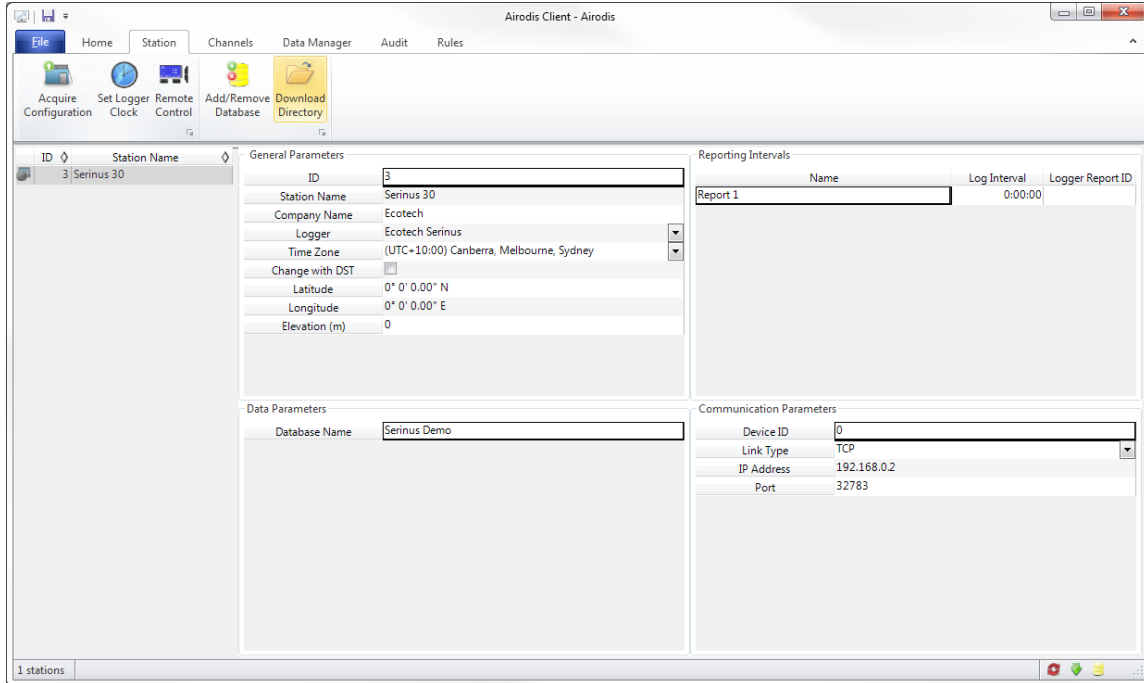 Airodis Client - Airodis
File Home Station Channels Data Manager Audit Rules
Acquire Configuration
Set Logger Clock
Remote Control
Add/Remove Database
Download Directory
ID Station Name
3 Serinus 30
General Parameters
ID 3
Station Name Serinus 30
Company Name Ecotech
Logger Ecotech Serinus
Time Zone (UTC+10:00) Canberra, Melbourne, Sydney
Change with DST
Latitude 0° 0' 0.00" N
Longitude 0° 0' 0.00" E
Elevation (m) 0
Reporting Intervals
Name Log Interval Logger Report ID
Report 1 0:00:00
Data Parameters
Database Name Serinus Demo
Communication Parameters
Device ID 0
Link Type TCP
IP Address 192.168.0.2
Port 32783
1 stations